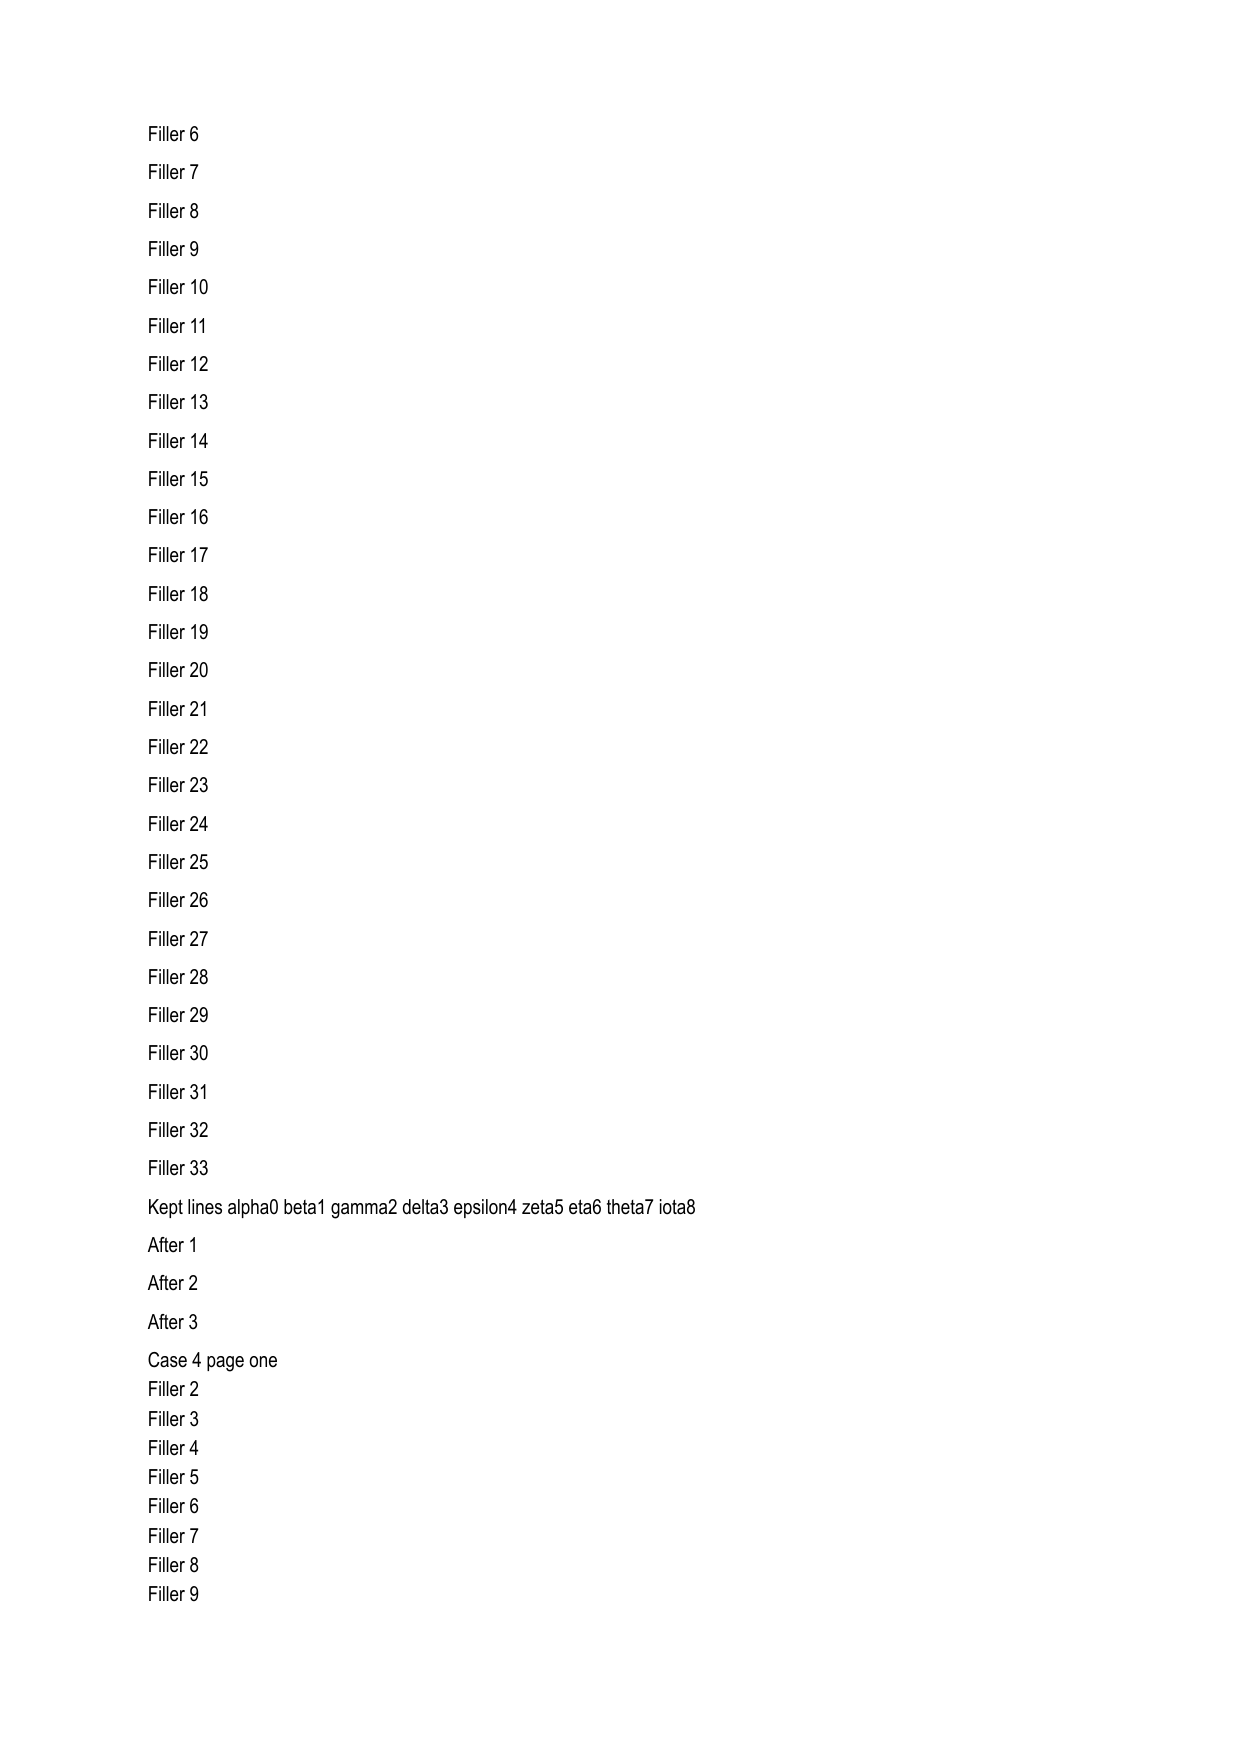 Filler 6
Filler 7
Filler 8
Filler 9
Filler 10
Filler 11
Filler 12
Filler 13
Filler 14
Filler 15
Filler 16
Filler 17
Filler 18
Filler 19
Filler 20
Filler 21
Filler 22
Filler 23
Filler 24
Filler 25
Filler 26
Filler 27
Filler 28
Filler 29
Filler 30
Filler 31
Filler 32
Filler 33
Kept lines alpha0 beta1 gamma2 delta3 epsilon4 zeta5 eta6 theta7 iota8
After 1
After 2
After 3
Case 4 page one
Filler 2
Filler 3
Filler 4
Filler 5
Filler 6
Filler 7
Filler 8
Filler 9